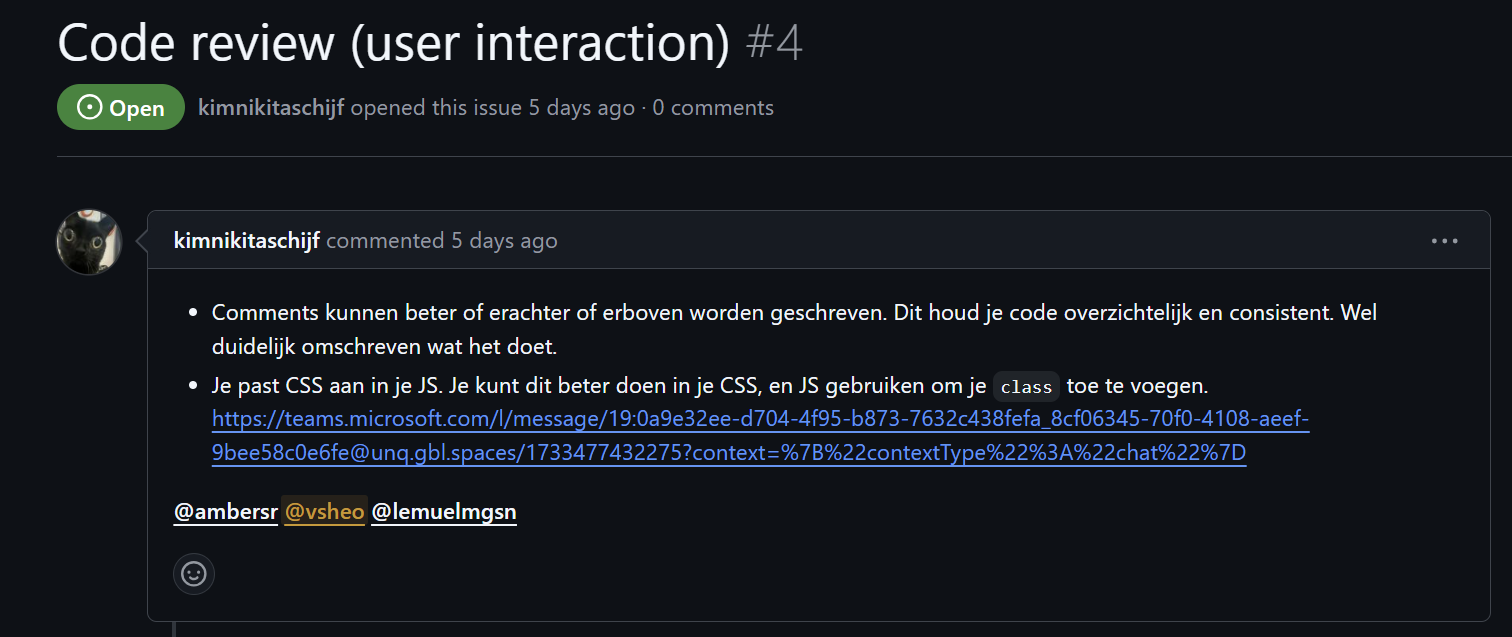 Code review (user interaction) #4
Open kimnikitaschijf opened this issue 5 days ago · 0 comments
kimnikitaschijf commented 5 days ago
• Comments kunnen beter of erachter of erboven worden geschreven. Dit houd je code overzichtelijk en consistent. Wel
duidelijk omschreven wat het doet.
• Je past CSS aan in je JS. Je kunt dit beter doen in je CSS, en JS gebruiken om je class toe te voegen.
https://teams.microsoft.com/l/message/19:0a9e32ee-d704-4f95-b873-7632c438fefa_8cf06345-70f0-4108-aeef-
9bee58c0e6fe@unq.gbl.spaces/1733477432275?context=%7B%22contextType%22%3A%22chat%22%7D
@ambersr @vsheo @lemuelmgsn